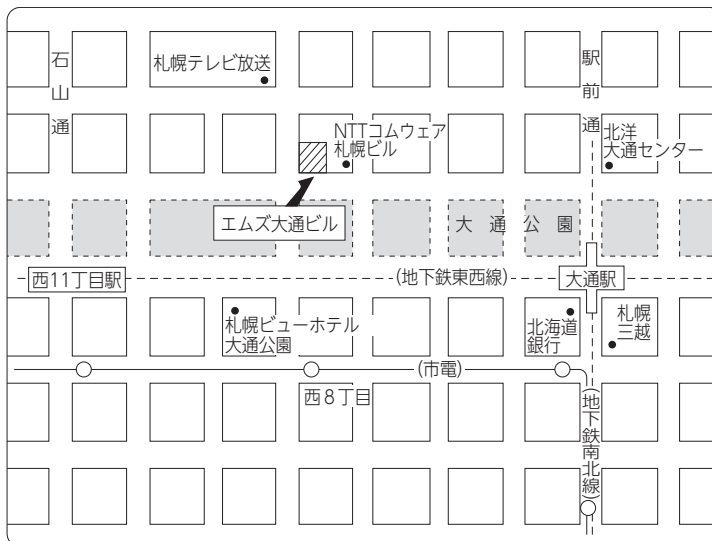 石山通
札幌テレビ放送
駅前通
NTTコムウェア
札幌ビル
北洋
大通センター
エムズ大通ビル
大通公園
西11丁目駅
(地下鉄東西線)
大通駅
札幌ビューホテル
大通公園
北海道
銀行
札幌
三越
(市電)
西8丁目
(地下鉄南北線)